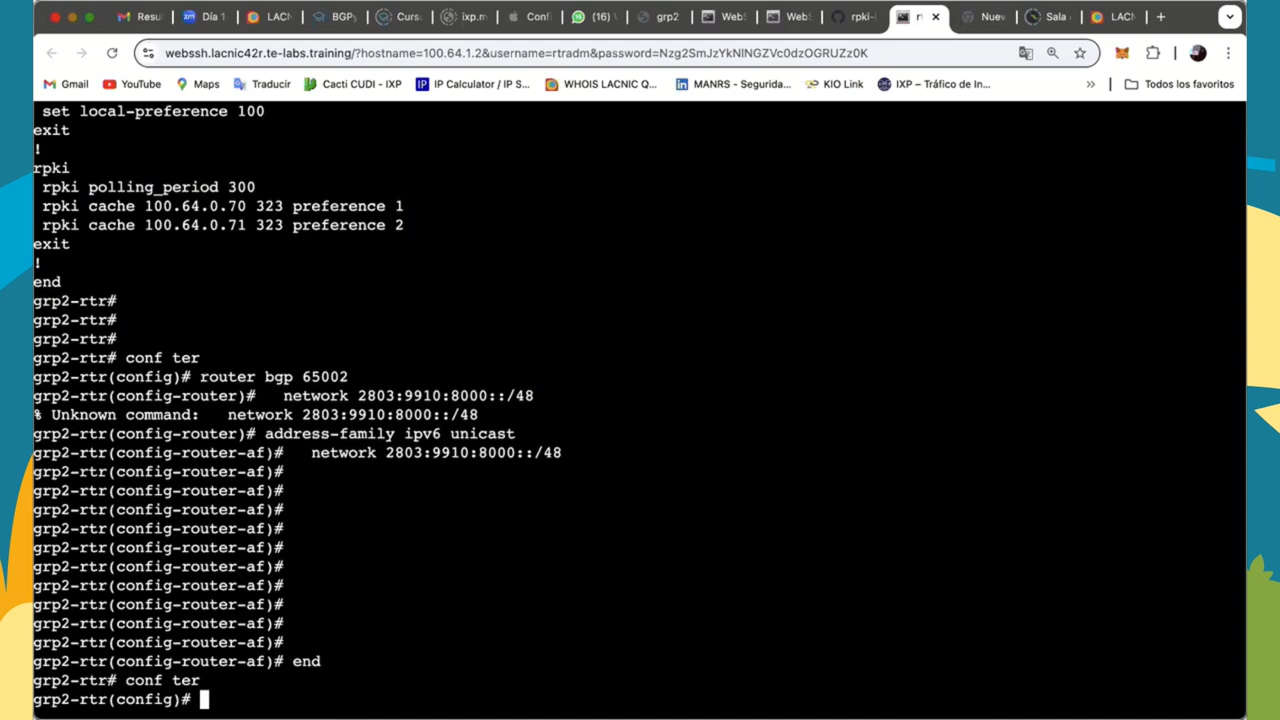 Resu
Día 1
LACN
BGPy
Curs
ixp.m
Confi
(16) \
grp2
WebS
WebS
rpki-
r
Nuev
Sala
LACN
webssh.lacnic42r.te-labs.training/?hostname=100.64.1.2&username=rtradm&password=Nzg2SmJzYkNlNGZVc0dzOGRUZz0K
Gmail
YouTube
Maps
Traducir
Cacti CUDI - IXP
IP Calculator / IP S...
WHOIS LACNIC Q...
MANRS - Segurida...
KIO Link
IXP – Tráfico de In...
Todos los favoritos
set local-preference 100
exit
!
rpki
rpki polling_period 300
rpki cache 100.64.0.70 323 preference 1
rpki cache 100.64.0.71 323 preference 2
exit
!
end
grp2-rtr#
grp2-rtr#
grp2-rtr#
grp2-rtr# conf ter
grp2-rtr(config)# router bgp 65002
grp2-rtr(config-router)#   network 2803:9910:8000::/48
% Unknown command:   network 2803:9910:8000::/48
grp2-rtr(config-router)# address-family ipv6 unicast
grp2-rtr(config-router-af)#   network 2803:9910:8000::/48
grp2-rtr(config-router-af)#
grp2-rtr(config-router-af)#
grp2-rtr(config-router-af)#
grp2-rtr(config-router-af)#
grp2-rtr(config-router-af)#
grp2-rtr(config-router-af)#
grp2-rtr(config-router-af)#
grp2-rtr(config-router-af)#
grp2-rtr(config-router-af)#
grp2-rtr(config-router-af)#
grp2-rtr(config-router-af)# end
grp2-rtr# conf ter
grp2-rtr(config)#